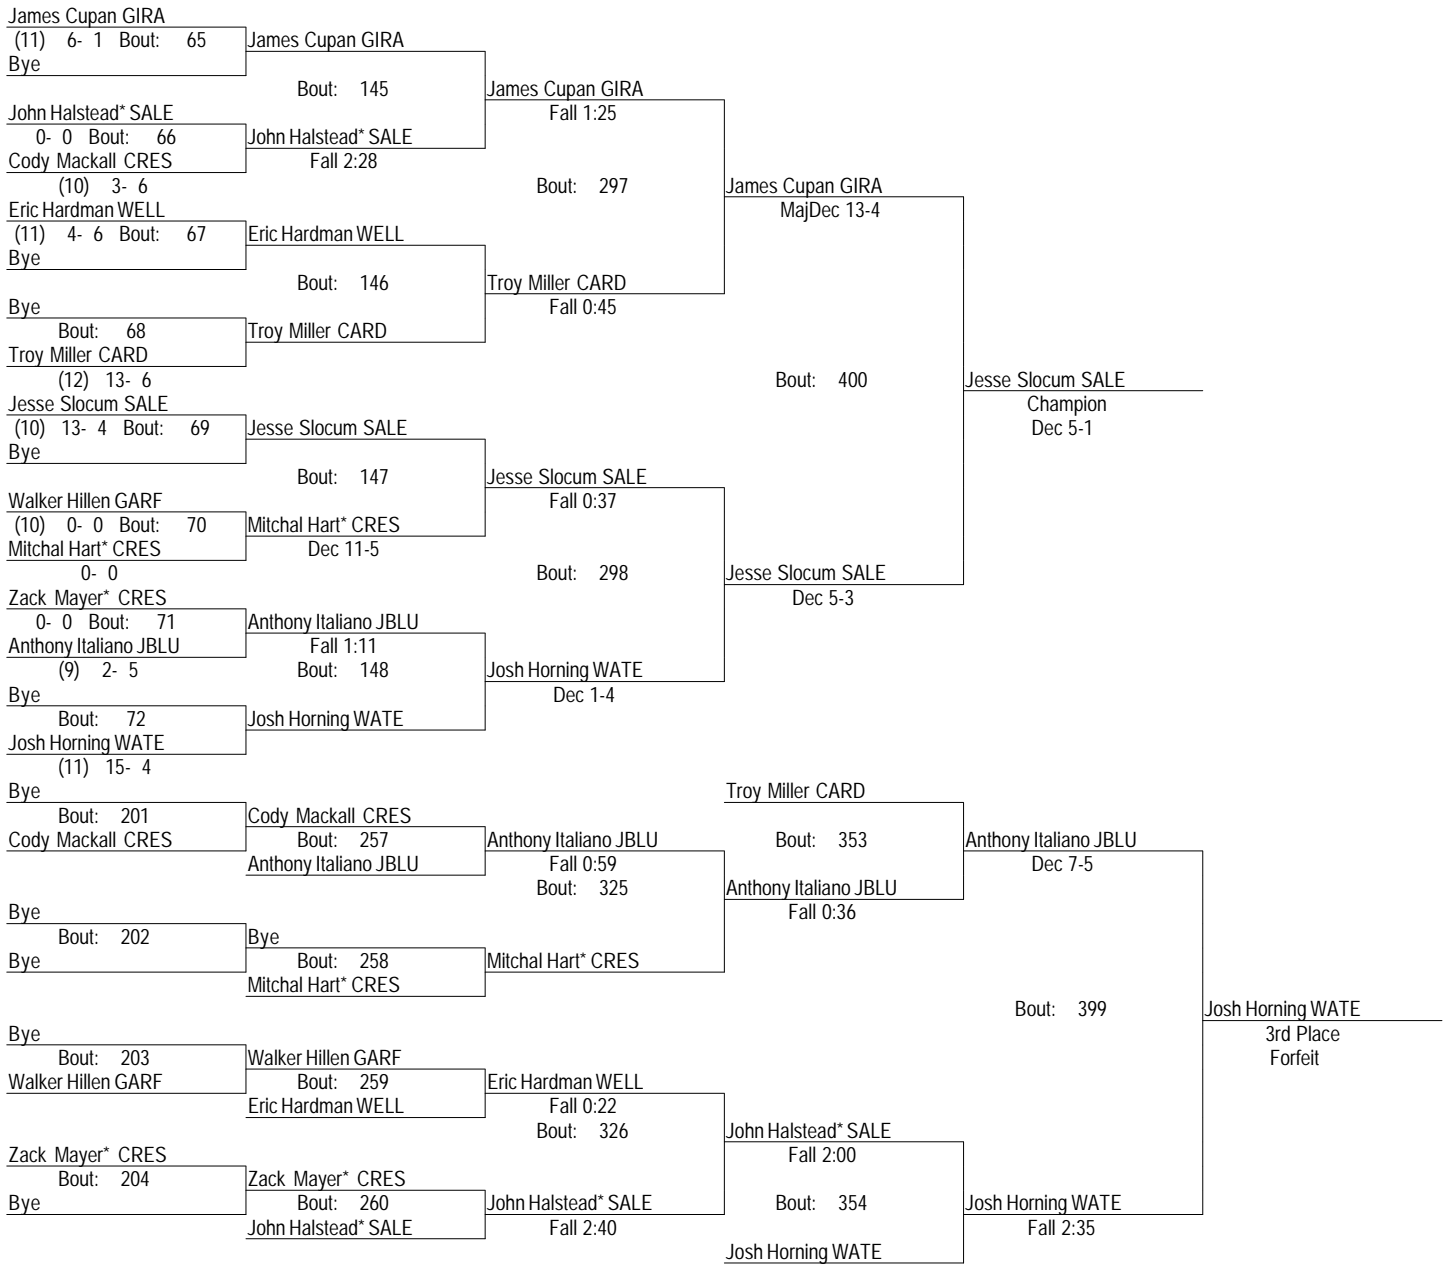 James Cupan GIRA
(11) 6- 1 Bout: 65
Bye
James Cupan GIRA
Bout: 145
John Halstead* SALE
0- 0 Bout: 66
Cody Mackall CRES
(10) 3- 6
John Halstead* SALE
Fall 2:28
James Cupan GIRA
Fall 1:25
Bout: 297
Eric Hardman WELL
(11) 4- 6 Bout: 67
Bye
Eric Hardman WELL
Bout: 146
Bye
Bout: 68
Troy Miller CARD
(12) 13- 6
Troy Miller CARD
Troy Miller CARD
Fall 0:45
James Cupan GIRA
MajDec 13-4
Bout: 400
Jesse Slocum SALE
Champion
Dec 5-1
Jesse Slocum SALE
(10) 13- 4 Bout: 69
Bye
Jesse Slocum SALE
Bout: 147
Walker Hillen GARF
(10) 0- 0 Bout: 70
Mitchal Hart* CRES
0- 0
Mitchal Hart* CRES
Dec 11-5
Jesse Slocum SALE
Fall 0:37
Bout: 298
Jesse Slocum SALE
Dec 5-3
Zack Mayer* CRES
0- 0 Bout: 71
Anthony Italiano JBLU
(9) 2- 5
Anthony Italiano JBLU
Fall 1:11
Bout: 148
Bye
Bout: 72
Josh Horning WATE
(11) 15- 4
Josh Horning WATE
Josh Horning WATE
Dec 1-4
Bye
Bout: 201
Cody Mackall CRES
Cody Mackall CRES
Bout: 257
Anthony Italiano JBLU
Anthony Italiano JBLU
Fall 0:59
Bout: 325
Bye
Bout: 202
Bye
Bye
Bout: 258
Mitchal Hart* CRES
Mitchal Hart* CRES
Troy Miller CARD
Bout: 353
Anthony Italiano JBLU
Fall 0:36
Anthony Italiano JBLU
Dec 7-5
Bout: 399
Josh Horning WATE
3rd Place
Forfeit
Bye
Bout: 203
Walker Hillen GARF
Walker Hillen GARF
Bout: 259
Eric Hardman WELL
Eric Hardman WELL
Fall 0:22
Bout: 326
Zack Mayer* CRES
Bout: 204
Bye
Zack Mayer* CRES
Bout: 260
John Halstead* SALE
John Halstead* SALE
Fall 2:40
John Halstead* SALE
Fall 2:00
Bout: 354
Josh Horning WATE
Josh Horning WATE
Fall 2:35